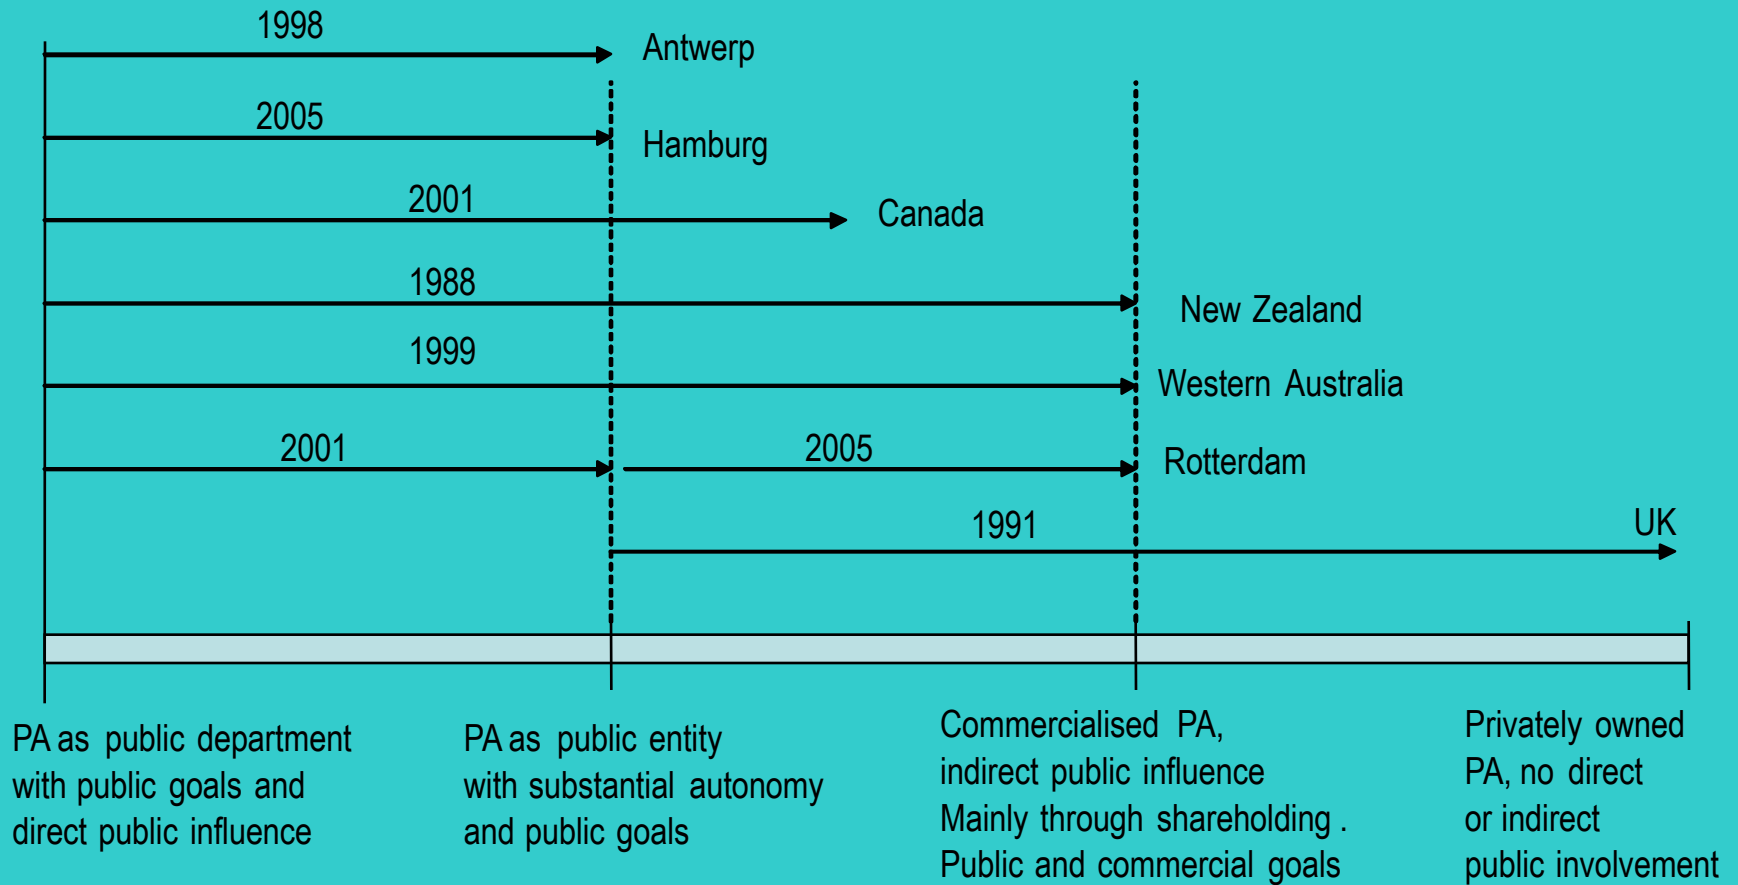 1998
Antwerp
2005
Hamburg
2001
Canada
1988
New Zealand
1999
Western Australia
2001
2005
Rotterdam
1991
UK
PA as public department
with public goals and
direct public influence
PA as public entity
with substantial autonomy
and public goals
Commercialised PA,
indirect public influence
Mainly through shareholding .
Public and commercial goals
Privately owned
PA, no direct
or indirect
public involvement